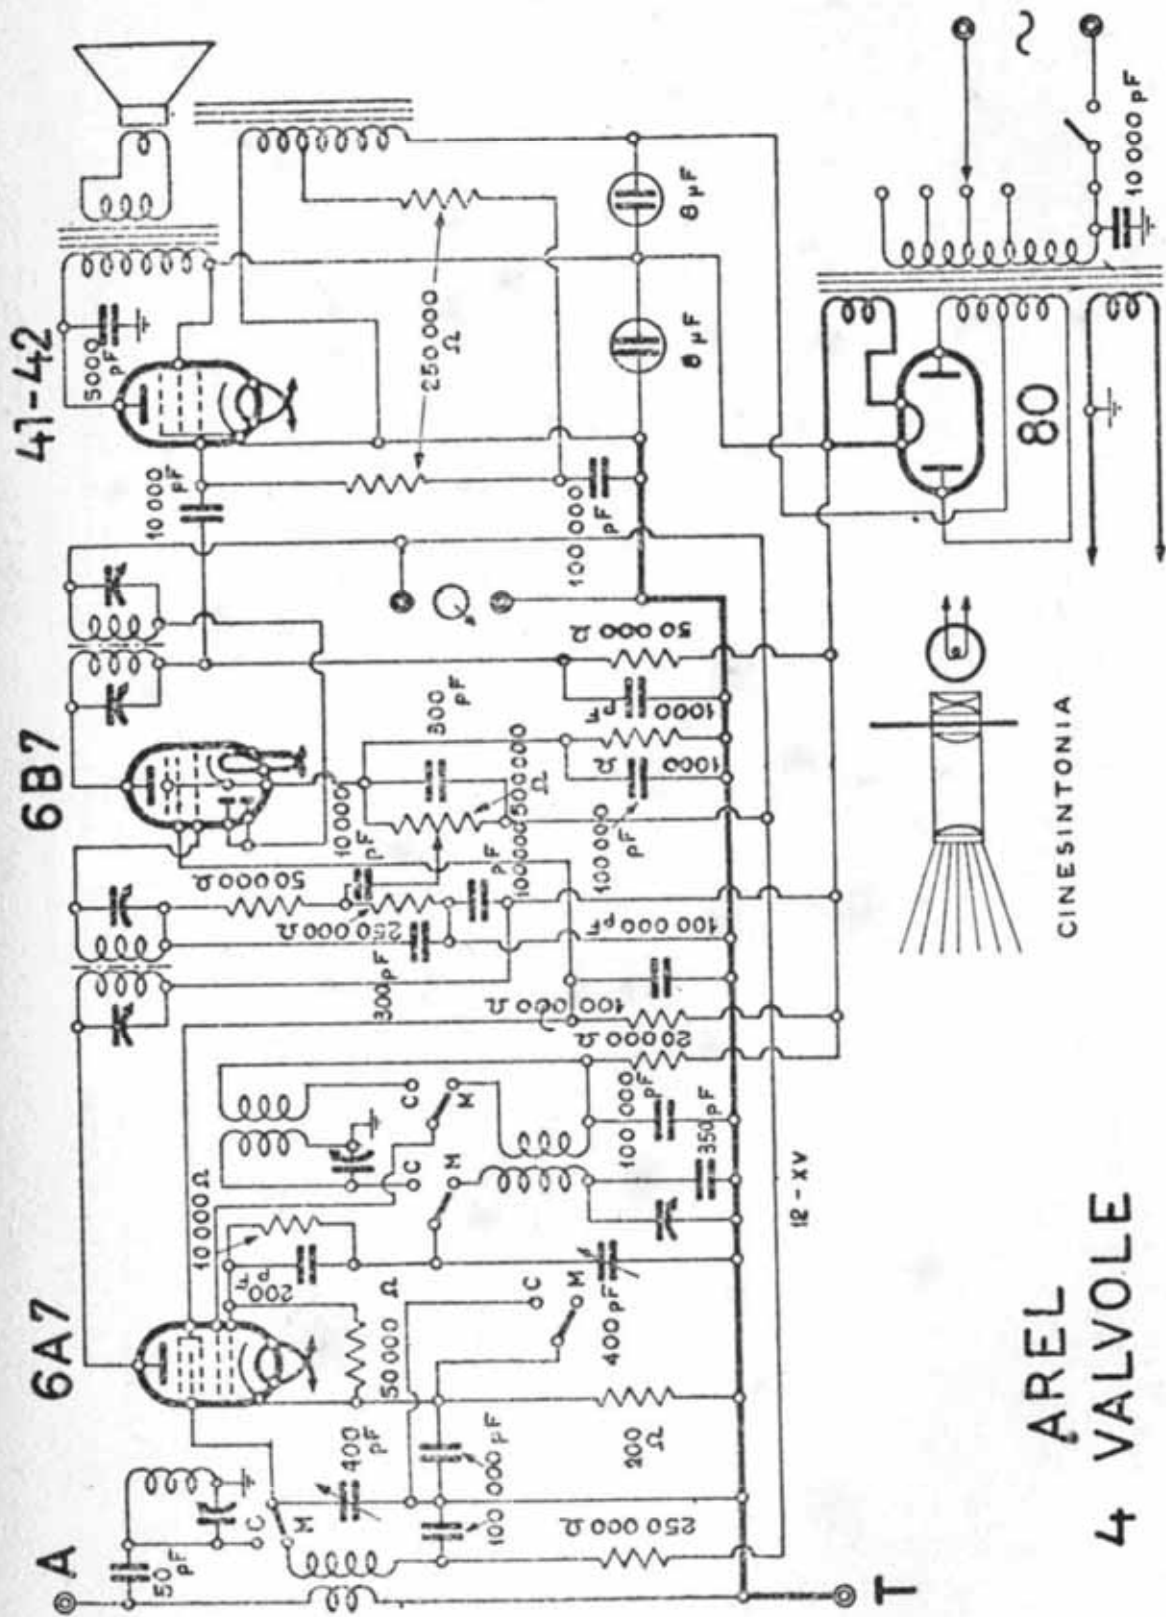 6A7
6B7
41-42
A
50
pF
C
M
400
pF
100 000 pF
250 000 Ω
200
Ω
50 000
Ω
200
pF
10 000 Ω
C
M
400 pF
C
M
C
M
100 000
pF
350 pF
20 000 Ω
100 000 Ω
100 000
pF
300 pF
250 000 Ω
50 000 Ω
10 000
pF
100 000
pF
500 000
Ω
300
pF
100 000
pF
1000 Ω
1000
pF
50 000 Ω
10 000
pF
5000
pF
250 000
Ω
100 000
pF
8 µF
8 µF
80
10 000 pF
~
T
12-XV
CINESINTONIA
AREL
4 VALVOLE